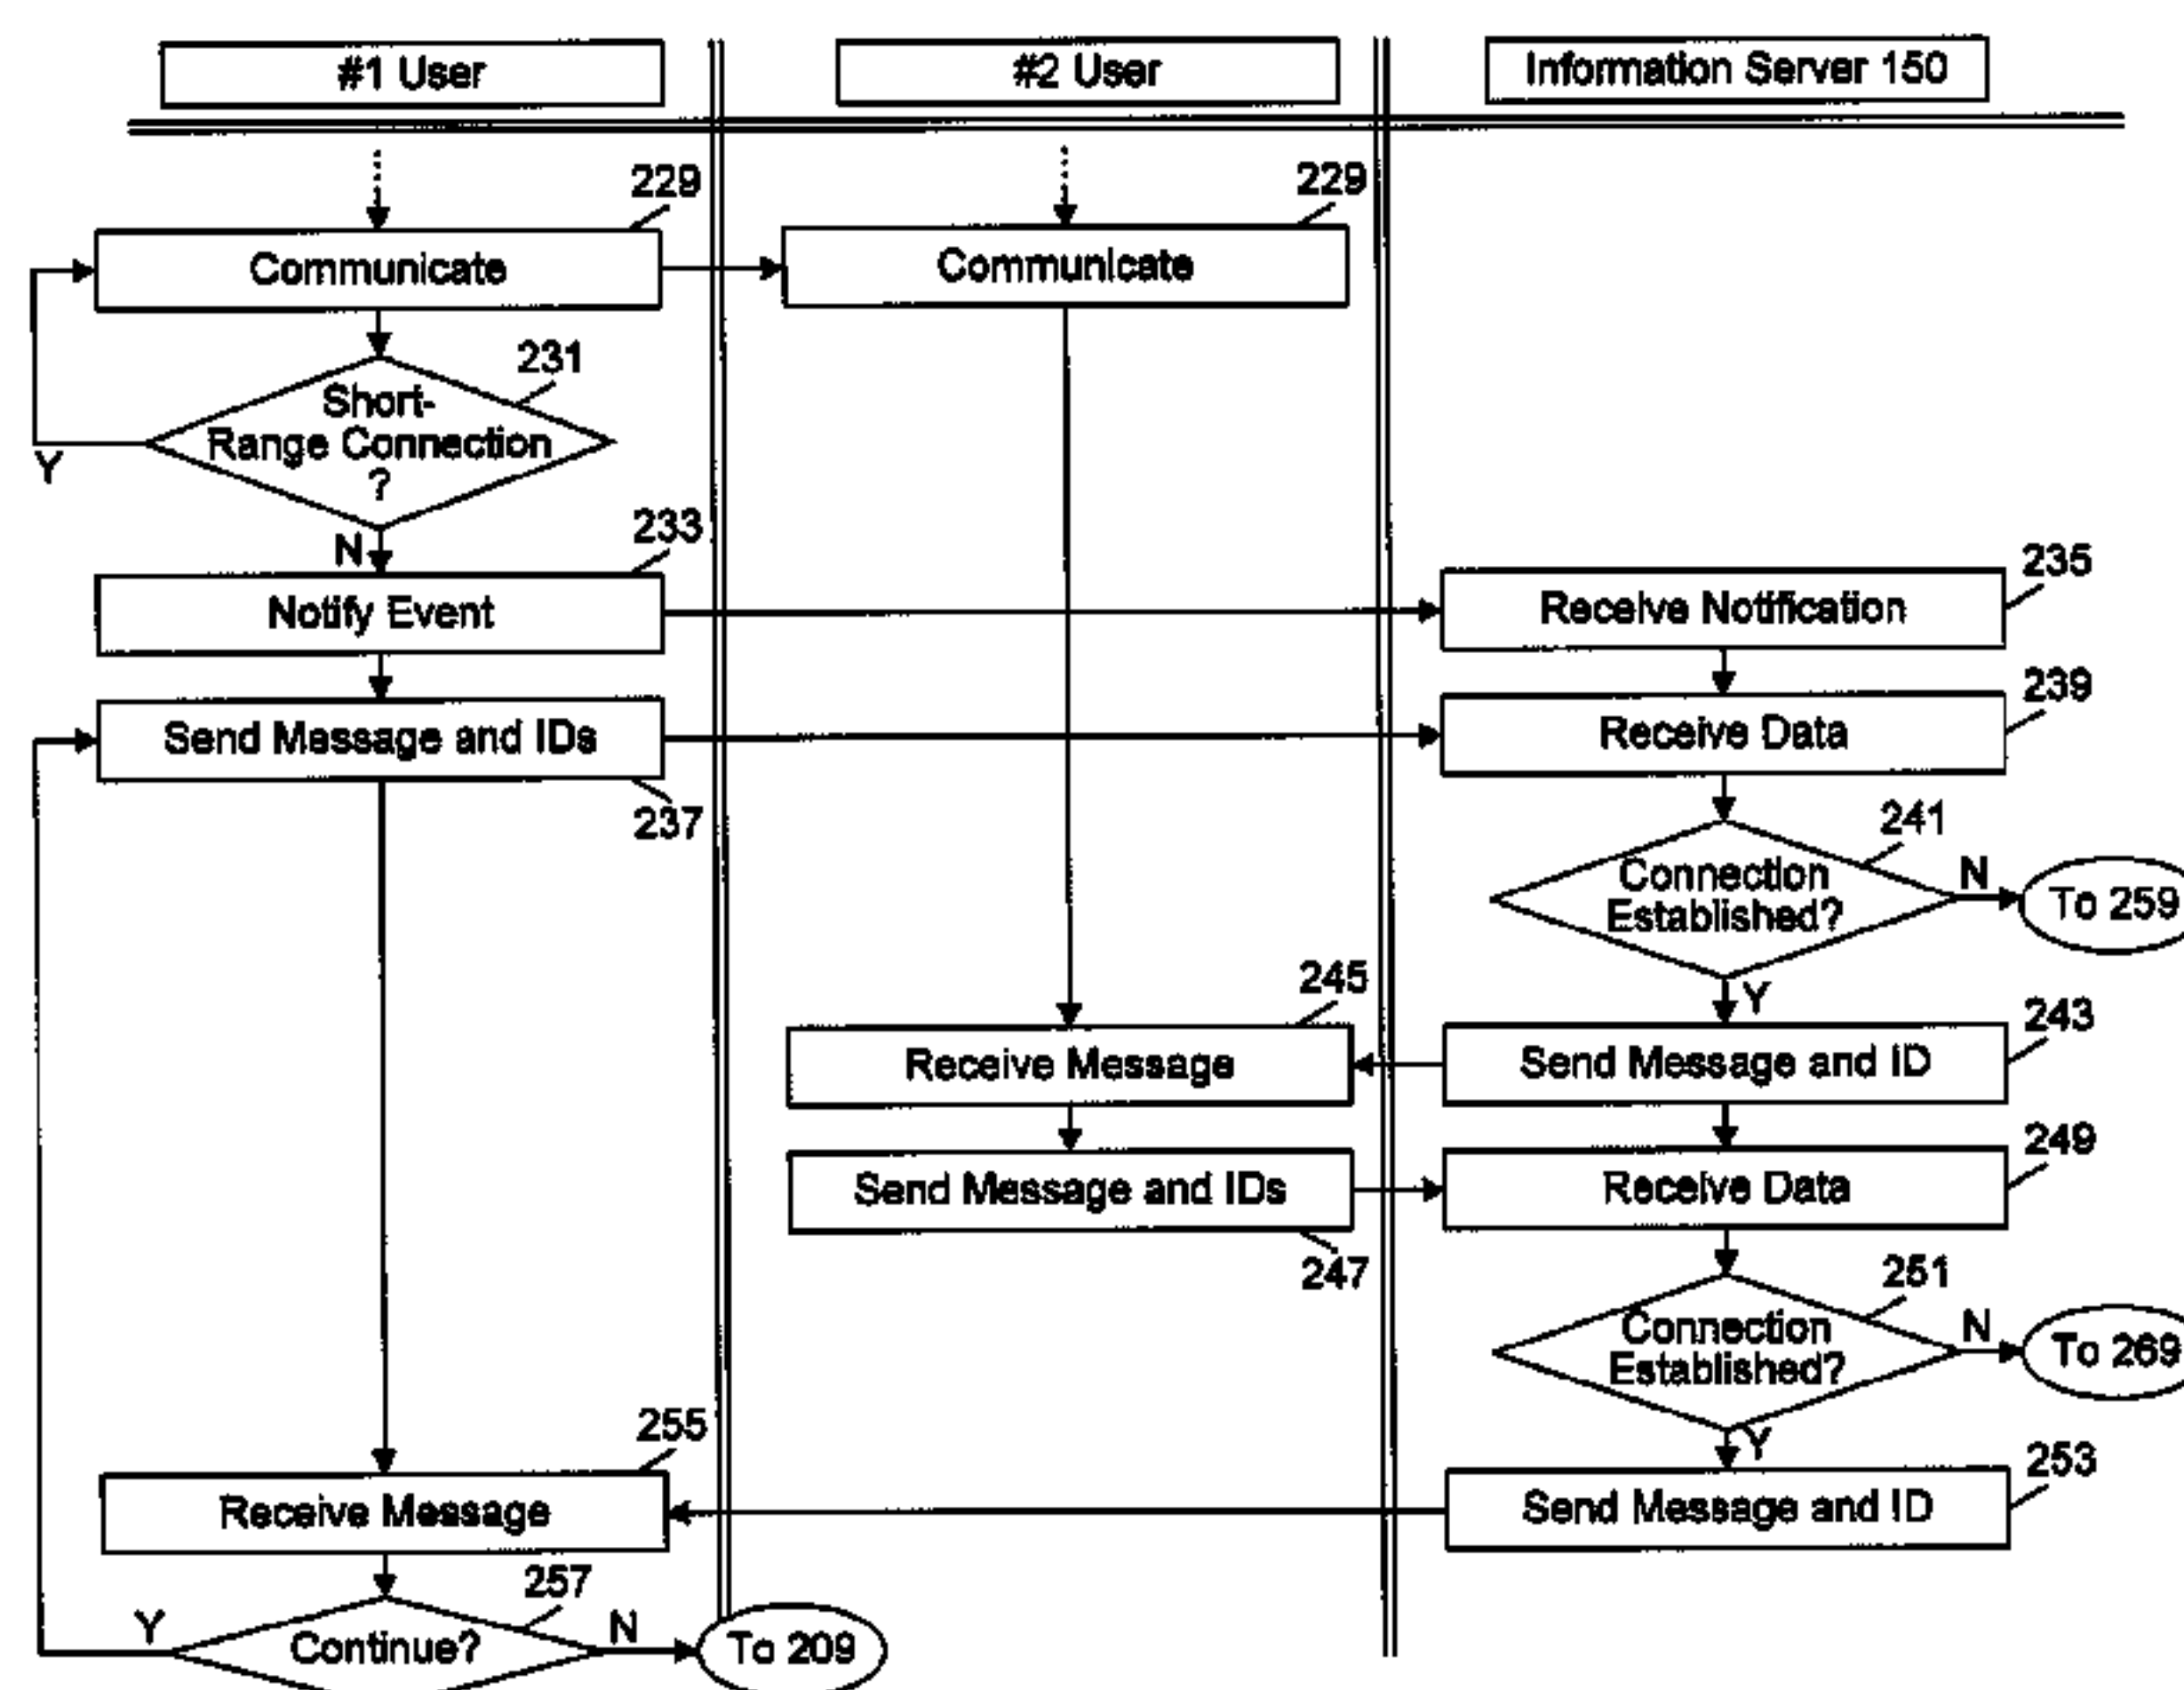 #1 User
#2 User
Information Server 150
229
229
Communicate
Communicate
231
Short-
Range Connection
?
Y
N
233
235
Notify Event
Receive Notification
239
Send Message and IDs
Receive Data
237
241
Connection
Established?
N
To 259
Y
245
243
Receive Message
Send Message and ID
249
Send Message and IDs
Receive Data
247
251
Connection
Established?
N
To 269
Y
255
253
Receive Message
Send Message and ID
257
Y
Continue?
N
To 209